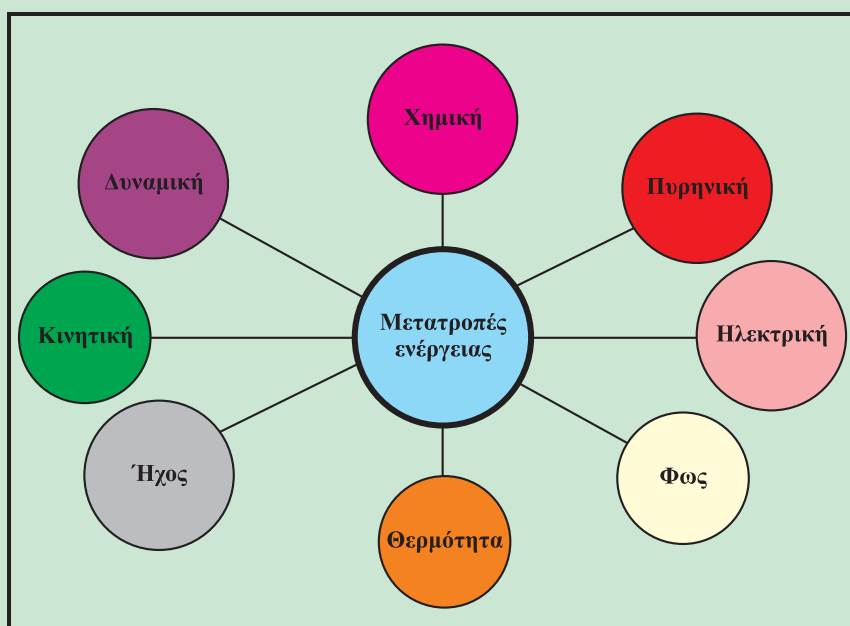 Χημική
Δυναμική
Πυρηνική
Μετατροπές
ενέργειας
Κινητική
Ηλεκτρική
Ήχος
Φως
Θερμότητα